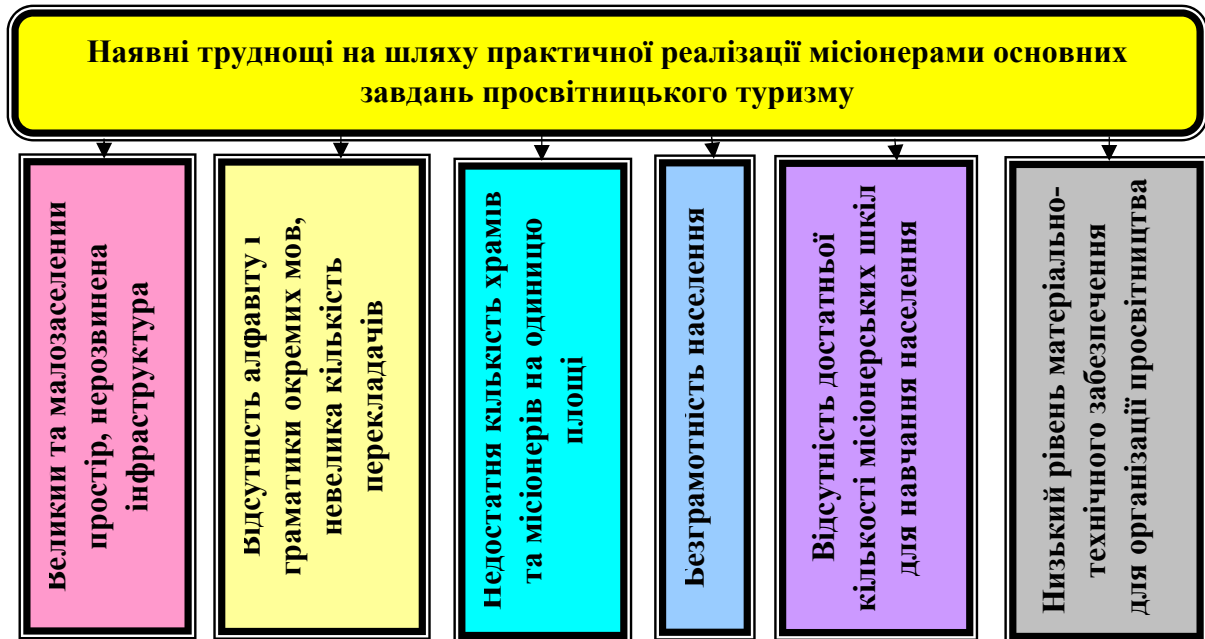 Наявні труднощі на шляху практичної реалізації місіонерами основних
завдань просвітницького туризму
Великий та малозаселений
простір, нерозвинена
інфраструктура
Відсутність алфавіту і
граматики окремих мов,
невелика кількість
перекладачів
Недостатня кількість храмів
та місіонерів на одиницю
площі
Безграмотність населення
Відсутність достатньої
кількості місіонерських шкіл
для навчання населення
Низький рівень матеріально-
технічного забезпечення
для організації просвітництва